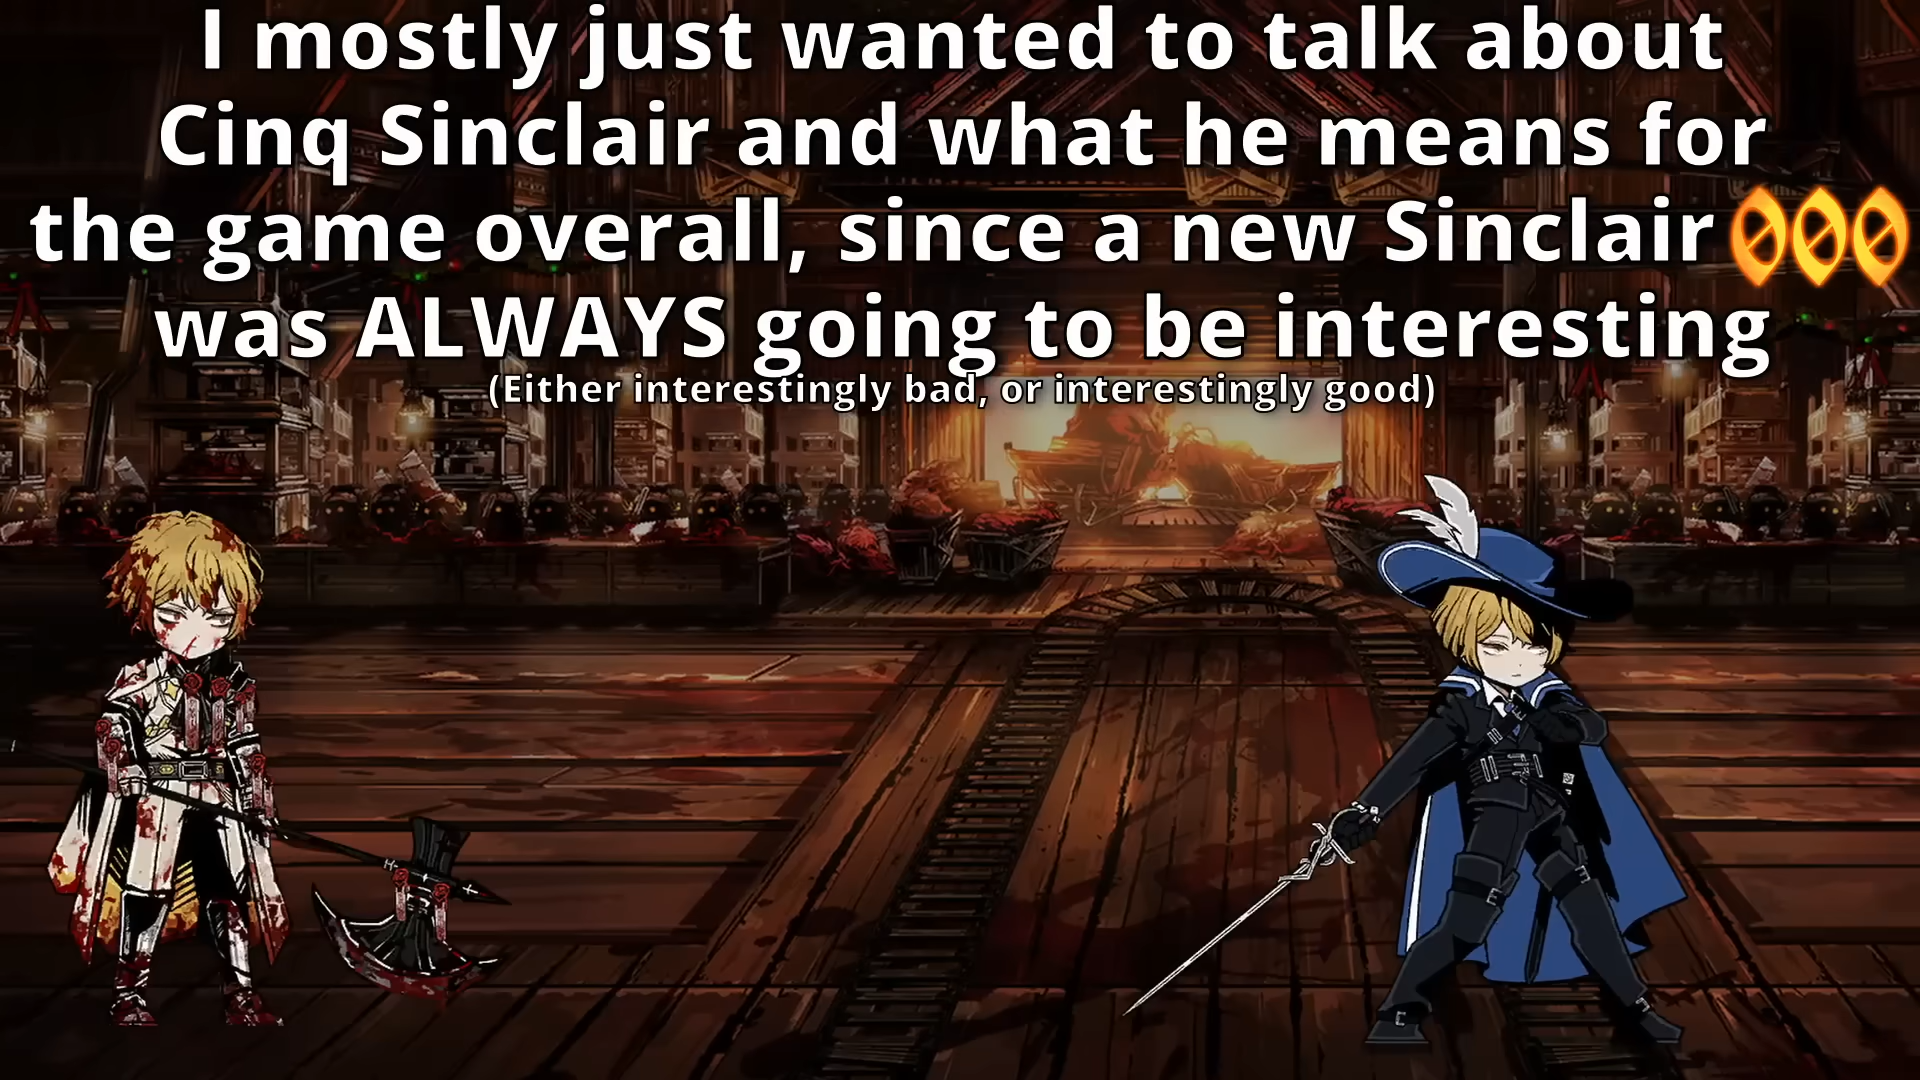 I mostly just wanted to talk about
Cinq Sinclair and what he means for
the game overall, since a new Sinclair 000
was ALWAYS going to be interesting
(Either interestingly bad, or interestingly good)